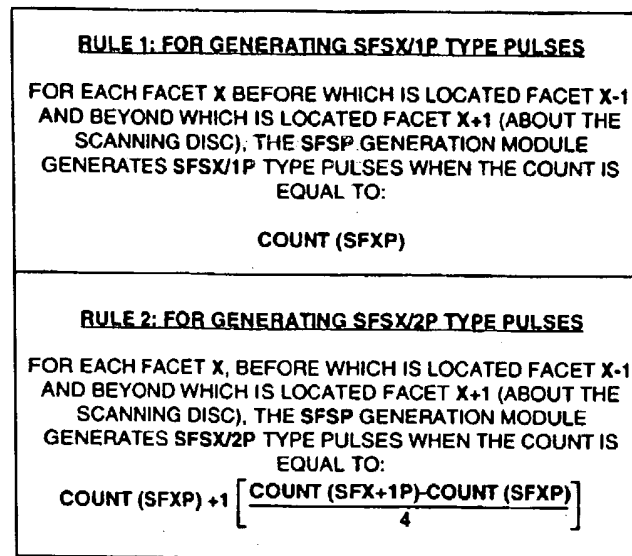 RULE 1: FOR GENERATING SFSX/1P TYPE PULSES
FOR EACH FACET X BEFORE WHICH IS LOCATED FACET X-1
AND BEYOND WHICH IS LOCATED FACET X+1 (ABOUT THE
SCANNING DISC), THE SFSP GENERATION MODULE
GENERATES SFSX/1P TYPE PULSES WHEN THE COUNT IS
EQUAL TO:
COUNT (SFXP)
RULE 2: FOR GENERATING SFSX/2P TYPE PULSES
FOR EACH FACET X, BEFORE WHICH IS LOCATED FACET X-1
AND BEYOND WHICH IS LOCATED FACET X+1 (ABOUT THE
SCANNING DISC), THE SFSP GENERATION MODULE
GENERATES SFSX/2P TYPE PULSES WHEN THE COUNT IS
EQUAL TO:
COUNT (SFXP) +1 [COUNT (SFX+1P)-COUNT (SFXP)]
4